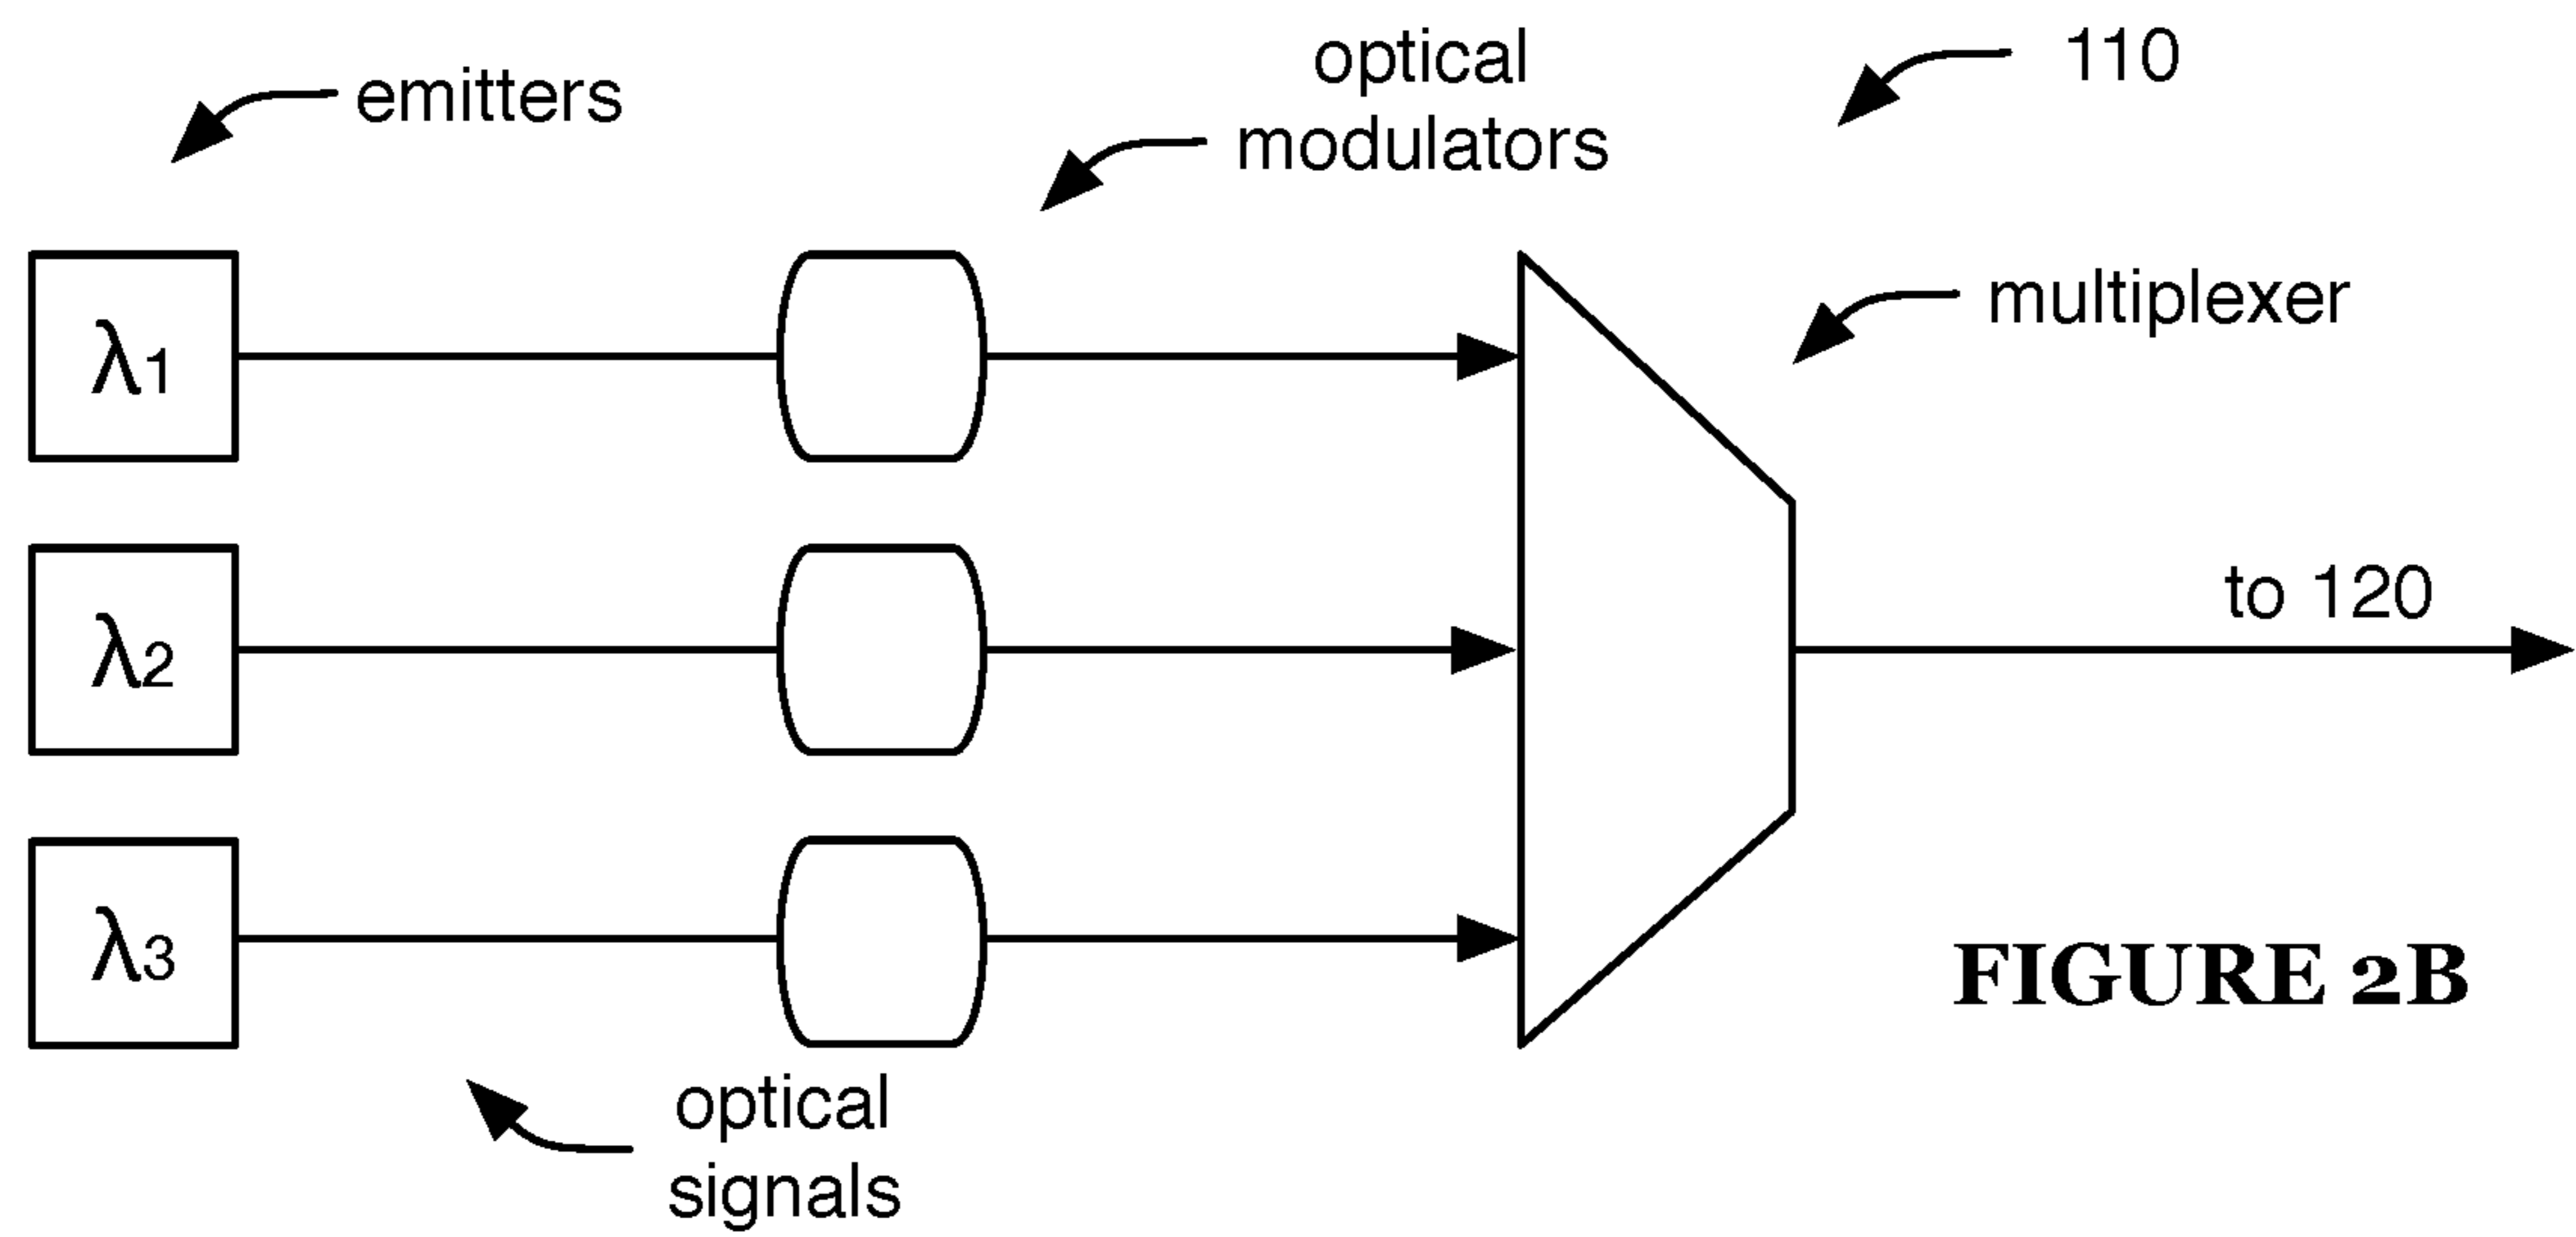 emitters
optical
modulators
110
multiplexer
λ1
λ2
λ3
to 120
optical
signals
FIGURE 2B